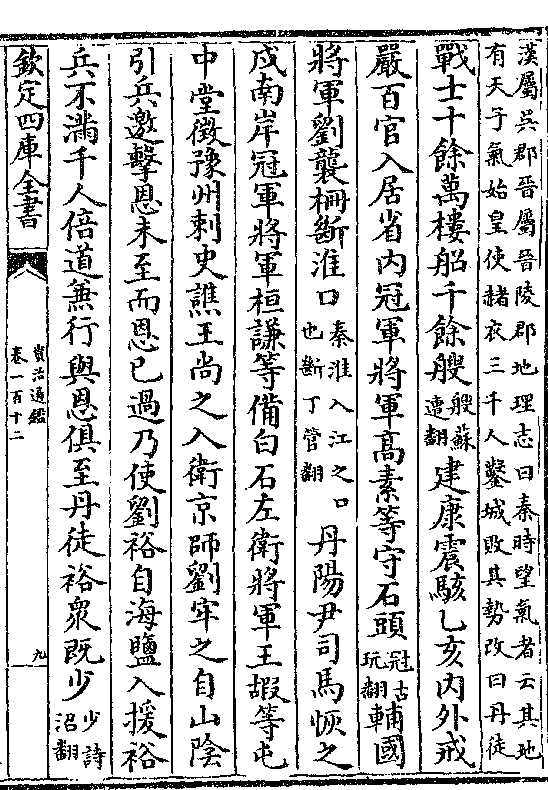 漢屬呉郡晉屬晉陵郡地理志曰秦時望氣者云其地
有天子氣始皇使赭衣三千人鑿城敗其勢改曰丹徒
戰士十餘萬樓船千餘艘艘蘇遭翻建康震駭乙亥内外戒
嚴百官入居省内冠軍將軍高素等守石頭冠古玩翻輔國
將軍劉襲柵斷淮口秦淮入江之口也斷丁管翻丹陽尹司馬恢之
戍南岸冠軍將軍桓謙等備白石左衛將軍王嘏等屯
中堂徵豫州刺史譙王尚之入衛京師劉牢之自山陰
引兵邀擊恩未至而恩已過乃使劉裕自海鹽入援裕
兵不滿千人倍道兼行與恩俱至丹徒裕衆既少少詩沼翻
欽定四庫全書
資治通鑑
卷一百十二
九